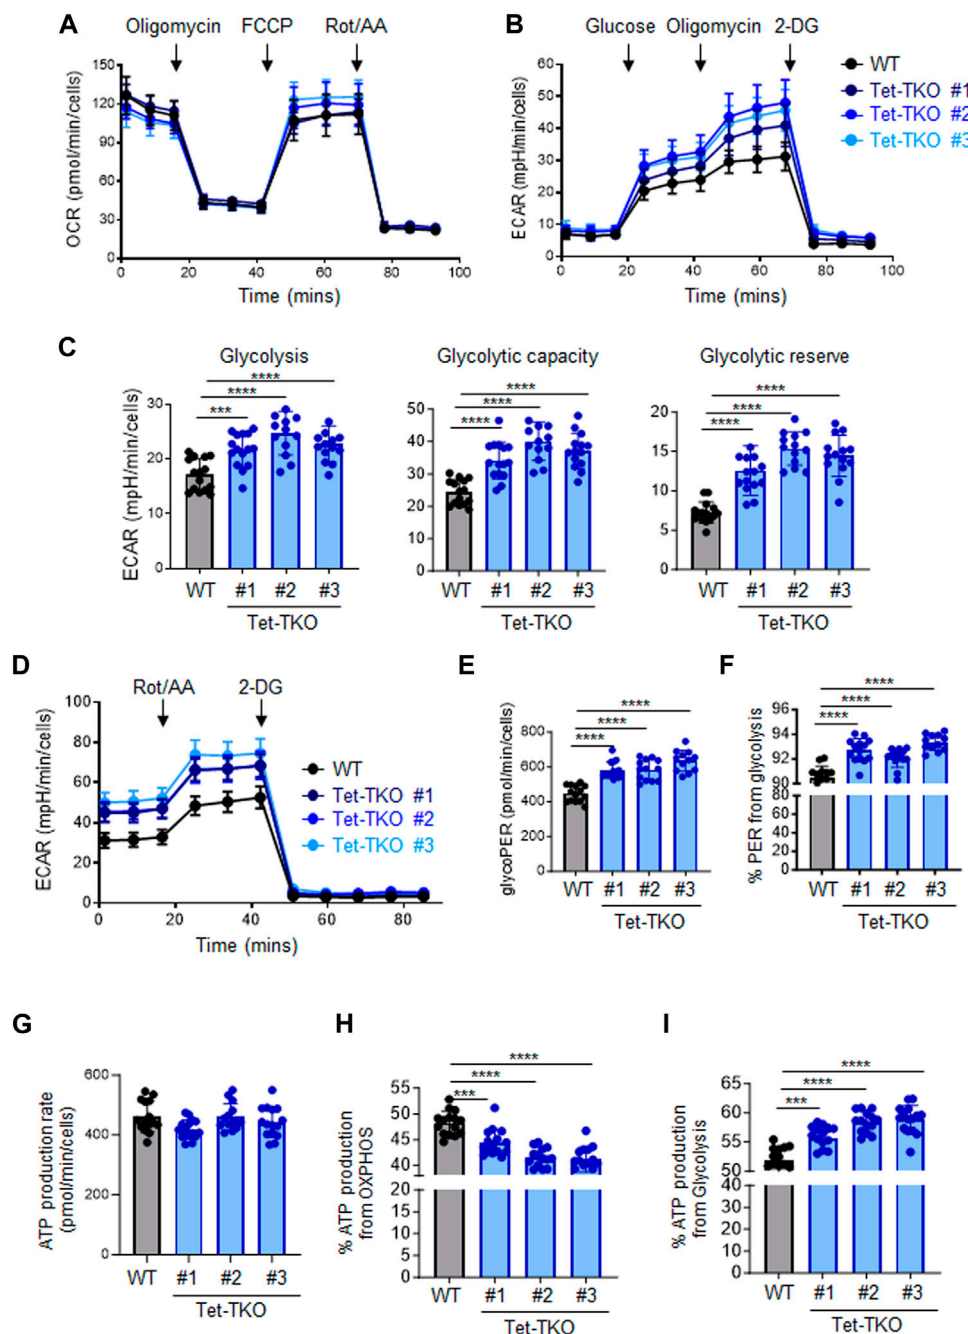 A
Oligomycin FCCP Rot/AA
OCR (pmol/min/cells)
150
120
90
60
30
0
0 20 40 60 80 100
Time (mins)
B
Glucose Oligomycin 2-DG
ECAR (mpH/min/cells)
60
50
40
30
20
10
0
0 20 40 60 80 100
Time (mins)
WT
Tet-TKO #1
Tet-TKO #2
Tet-TKO #3
C
Glycolysis
****
****
***
ECAR (mpH/min/cells)
30
20
10
0
WT #1 #2 #3
Tet-TKO
Glycolytic capacity
****
****
****
60
40
20
0
WT #1 #2 #3
Tet-TKO
Glycolytic reserve
****
****
****
20
15
10
5
0
WT #1 #2 #3
Tet-TKO
D
Rot/AA 2-DG
ECAR (mpH/min/cells)
100
80
60
40
20
0
0 20 40 60 80
Time (mins)
WT
Tet-TKO #1
Tet-TKO #2
Tet-TKO #3
E
****
****
****
glycoPER (pmol/min/cells)
800
600
400
200
0
WT #1 #2 #3
Tet-TKO
F
****
****
****
% PER from glycolysis
96
94
92
90
80
60
40
20
0
WT #1 #2 #3
Tet-TKO
G
ATP production rate
(pmol/min/cells)
600
400
200
0
WT #1 #2 #3
Tet-TKO
H
****
****
***
% ATP production
from OXPHOS
55
50
45
40
20
16
12
8
4
0
WT #1 #2 #3
Tet-TKO
I
****
****
***
% ATP production
from Glycolysis
65
60
55
50
40
30
20
10
0
WT #1 #2 #3
Tet-TKO